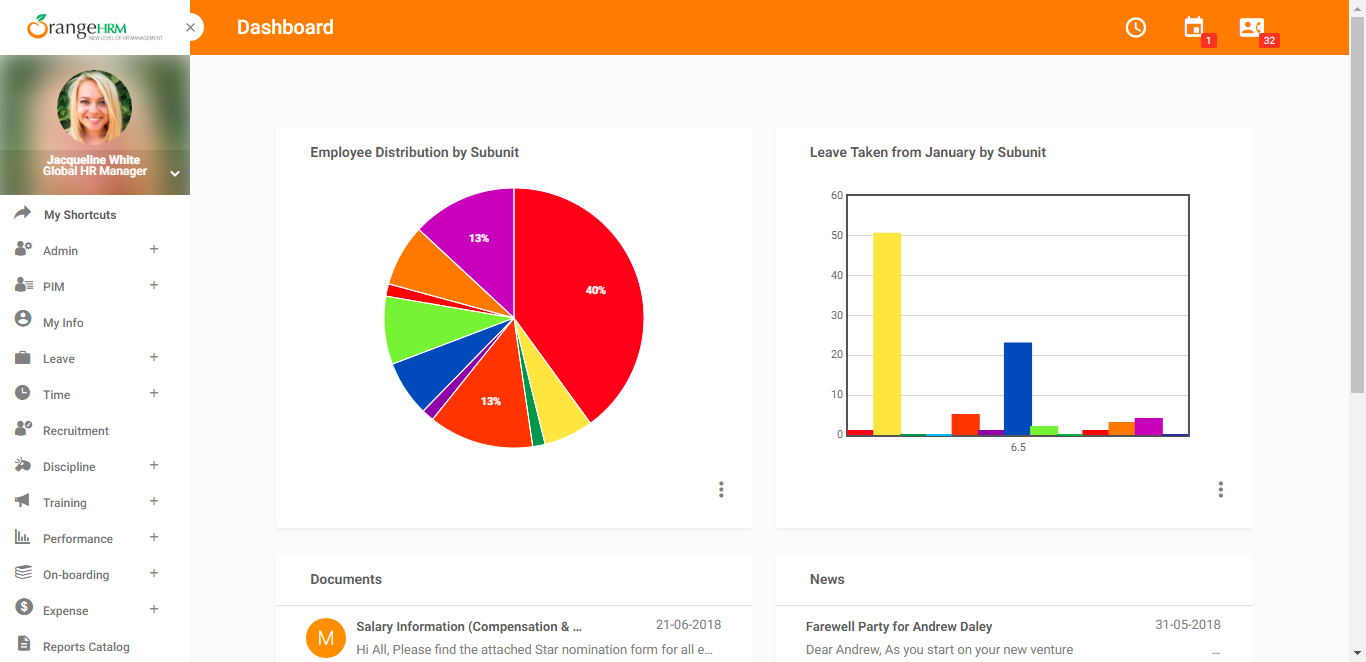 OrangeHRM
NEW LEVEL OF HR MANAGEMENT
Dashboard
1
32
Jacqueline White
Global HR Manager
My Shortcuts
Admin
PIM
My Info
Leave
Time
Recruitment
Discipline
Training
Performance
On-boarding
Expense
Reports Catalog
Employee Distribution by Subunit
13%
40%
13%
Leave Taken from January by Subunit
60
50
40
30
20
10
0
6.5
Documents
M
Salary Information (Compensation & ...
21-06-2018
Hi All, Please find the attached Star nomination form for all e...
News
Farewell Party for Andrew Daley
31-05-2018
Dear Andrew, As you start on your new venture
...